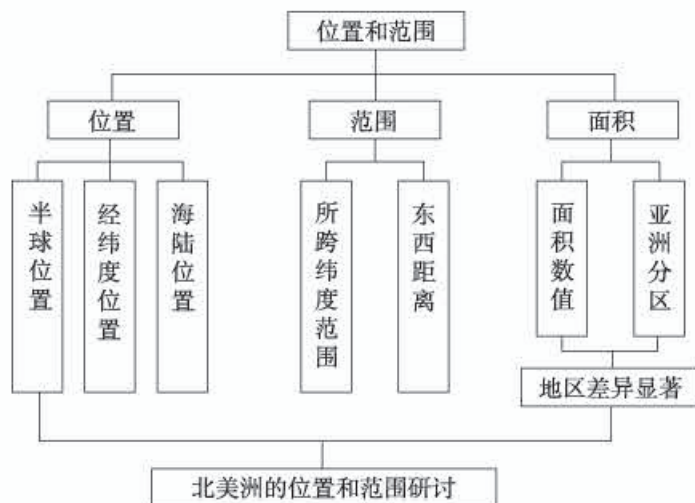 位置和范围
位置
范围
面积
半球位置
经纬度位置
海陆位置
所跨纬度范围
东西距离
面积数值
亚洲分区
地区差异显著
北美洲的位置和范围研讨